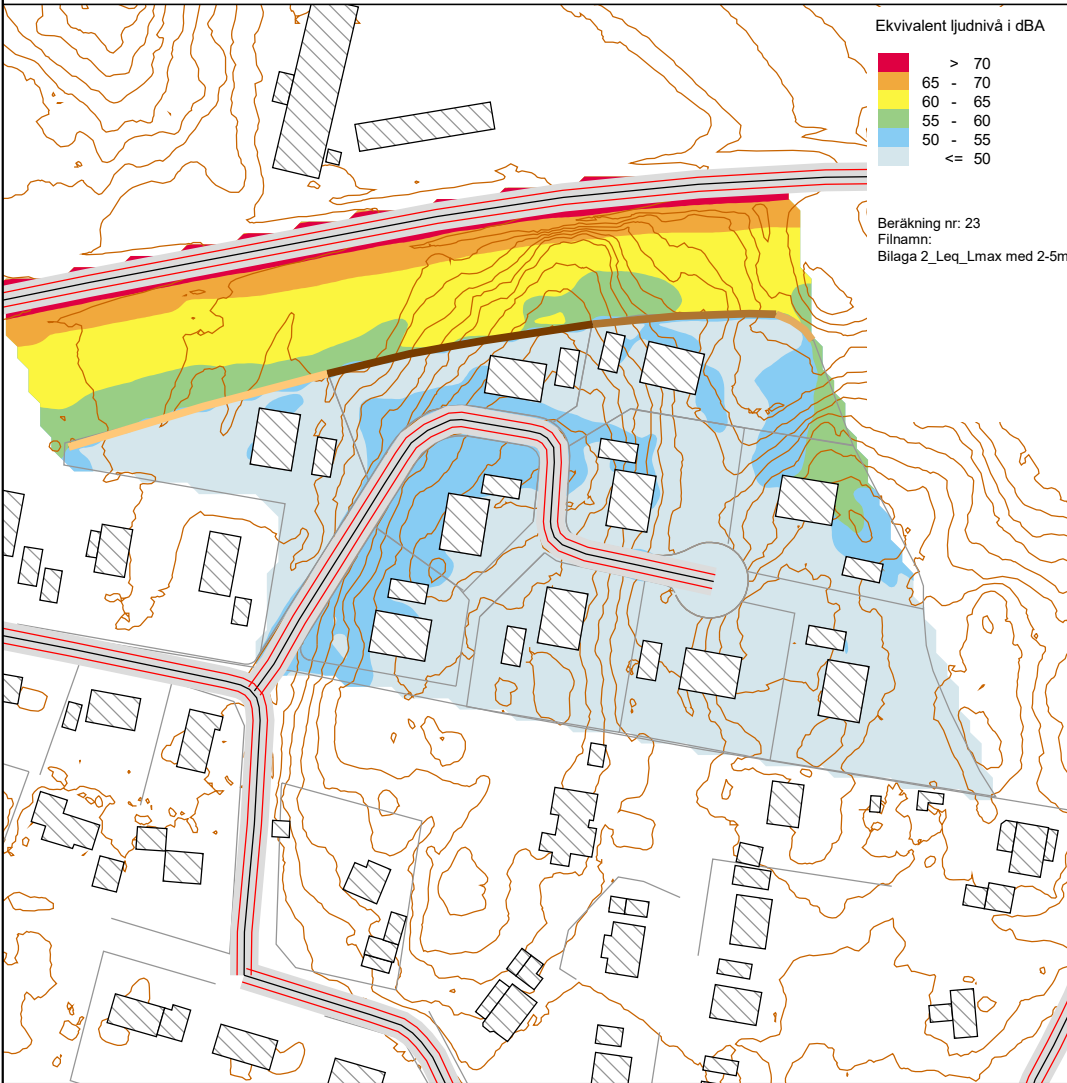 Ekvivalent ljudnivå i dBA
> 70
65 - 70
60 - 65
55 - 60
50 - 55
<= 50
Beräkning nr: 23
Filnamn:
Bilaga 2_Leq_Lmax med 2-5m